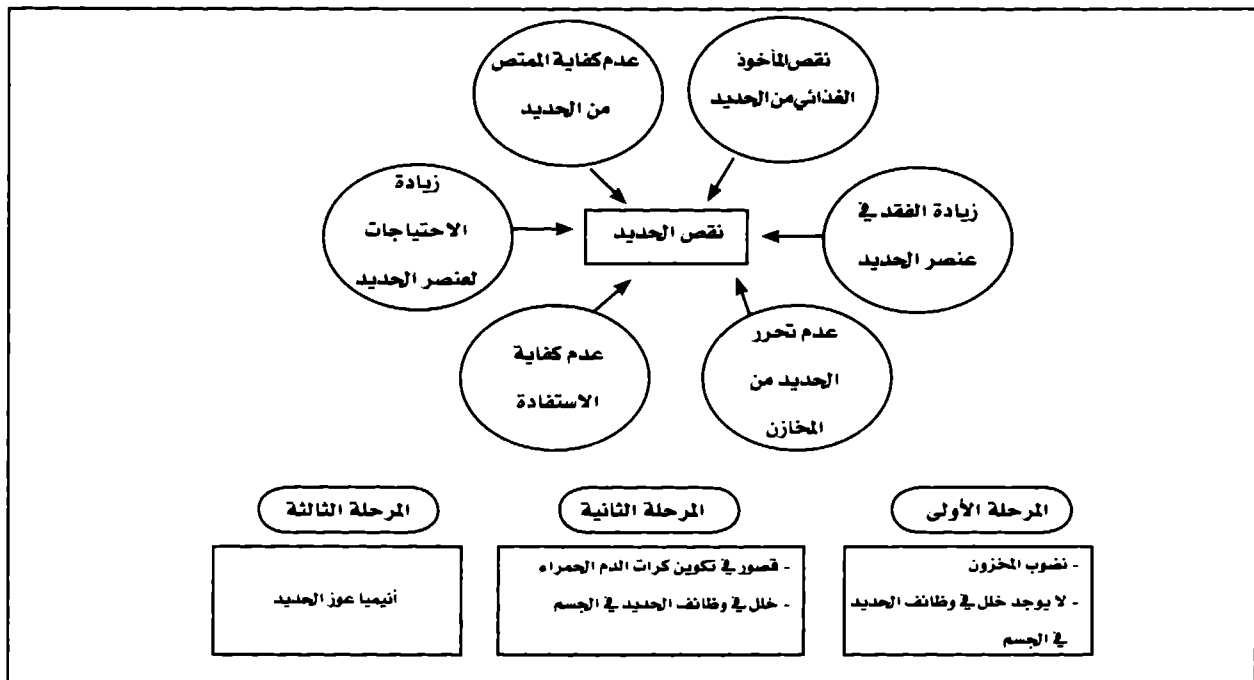 نقص المأخوذ
الغذائي من الحديد
عدم كفاية الممتص
من الحديد
زيادة الفقد في
عنصر الحديد
نقص الحديد
زيادة
الاحتياجات
لعنصر الحديد
عدم تحرر
الحديد من
المخازن
عدم كفاية
الاستفادة
المرحلة الأولى
- نضوب المخزون
- لا يوجد خلل في وظائف الحديد
في الجسم
المرحلة الثانية
- قصور في تكوين كرات الدم الحمراء
- خلل في وظائف الحديد في الجسم
المرحلة الثالثة
أنيميا عوز الحديد